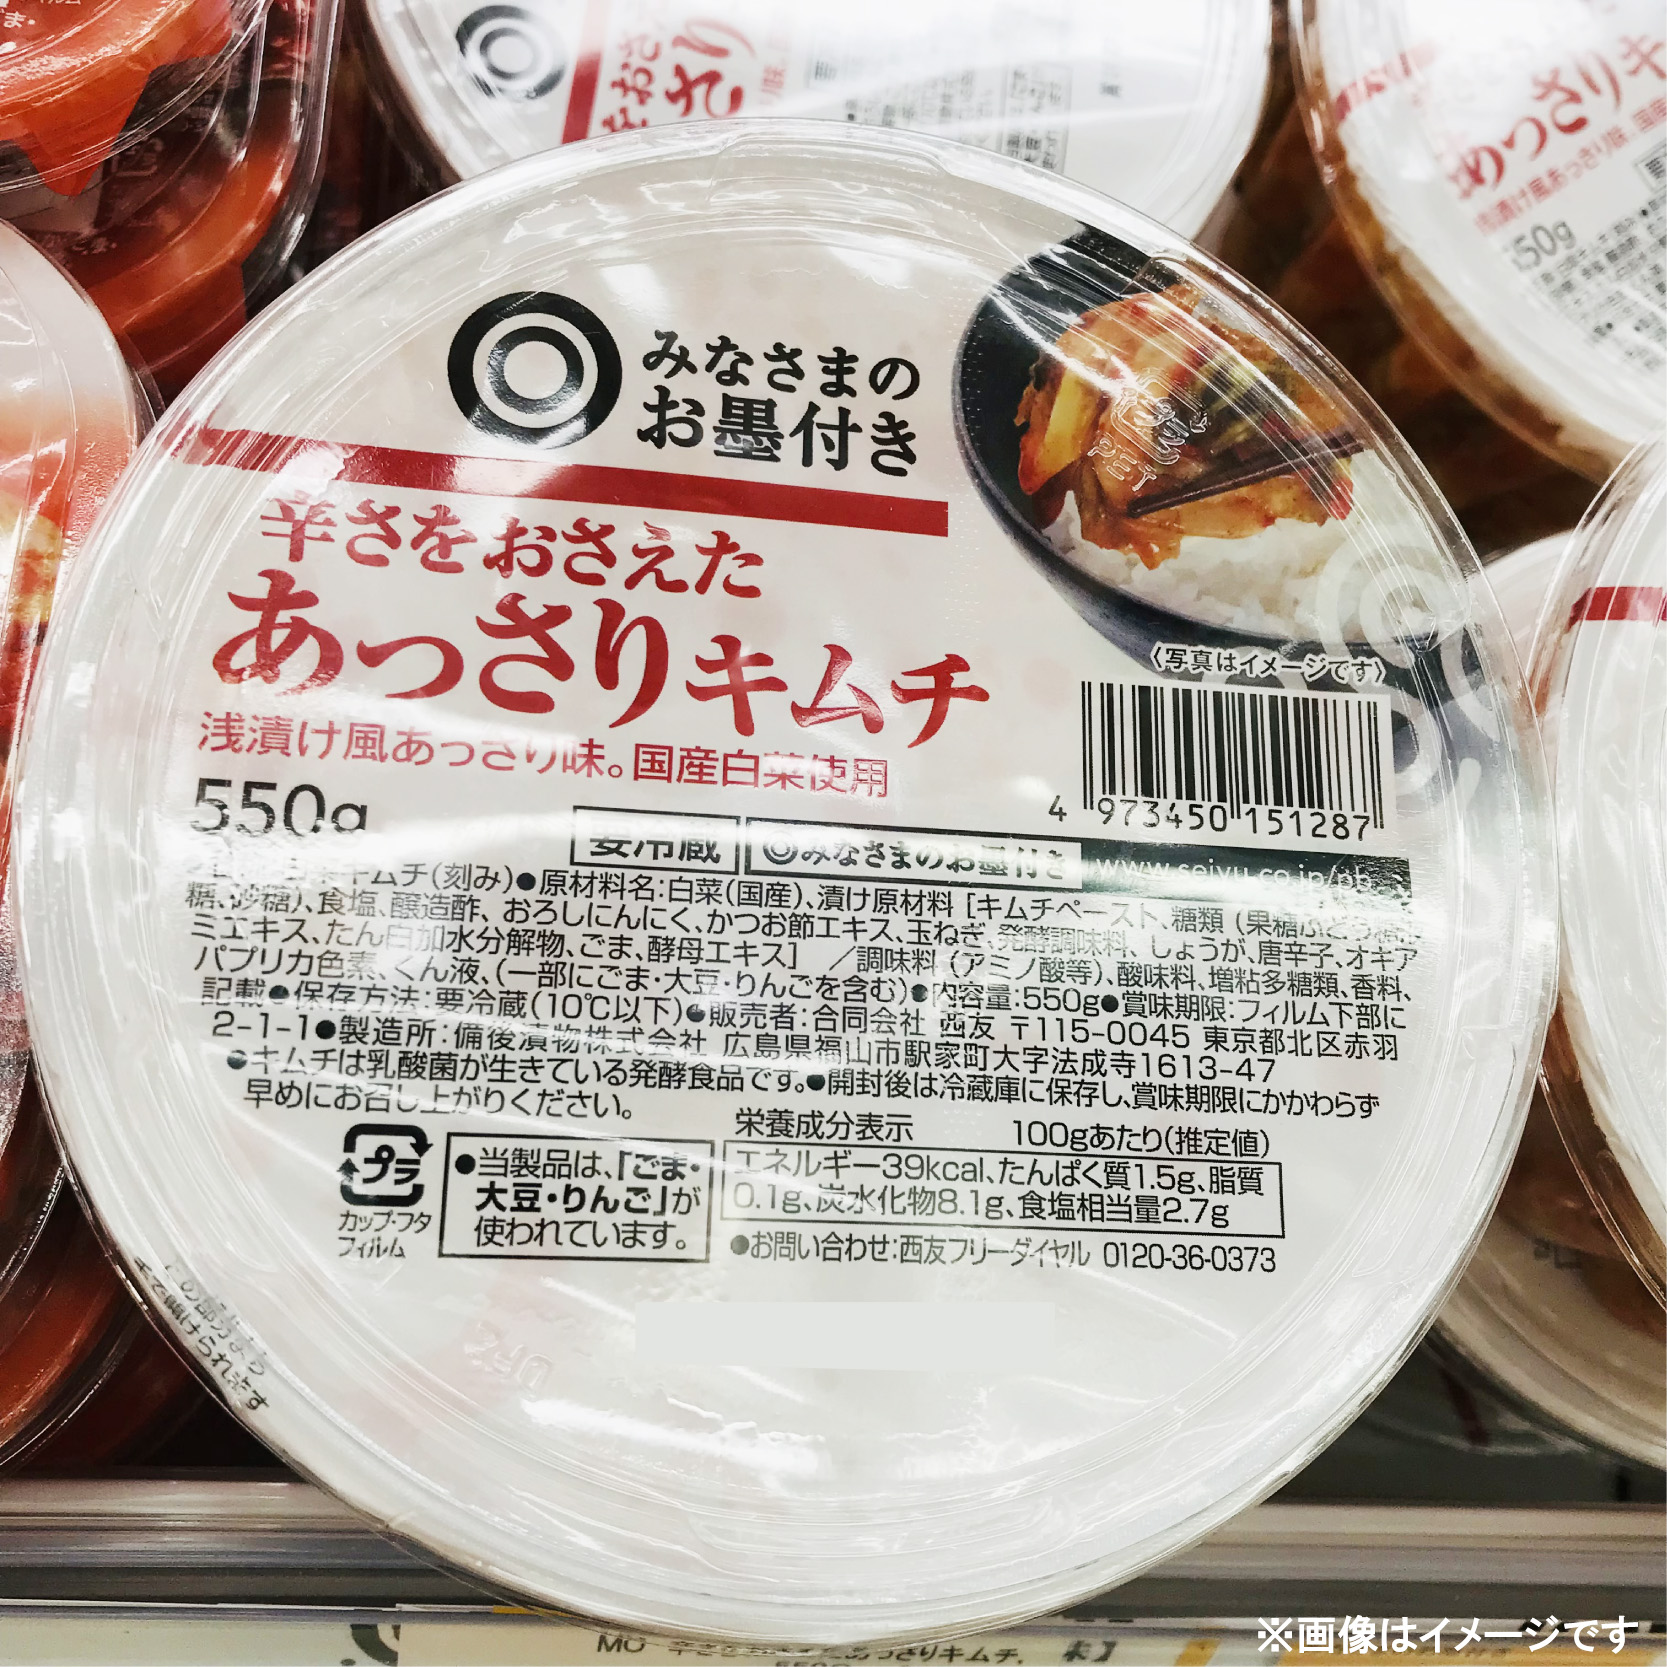 みなさまの
お墨付き
辛さをおさえた
あっさりキムチ
浅漬け風あっさり味。国産白菜使用
550g
〈写真はイメージです〉
4 973450 151287
要冷蔵
みなさまのお墨付き
www.seiyu.co.jp/pb
キムチ(刻み)●原材料名:白菜(国産)、漬け原材料[キムチペースト、糖類(果糖ぶどう糖
糖、砂糖)、食塩、醸造酢、おろしにんにく、かつお節エキス、玉ねぎ、発酵調味料、しょうが、唐辛子、オキア
ミエキス、たん白加水分解物、ごま、酵母エキス]／調味料(アミノ酸等)、酸味料、増粘多糖類、香料、
パプリカ色素、くん液、(一部にごま・大豆・りんごを含む)●内容量:550g●賞味期限:フィルム下部に
記載●保存方法:要冷蔵(10℃以下)●販売者:合同会社 西友 〒115-0045 東京都北区赤羽
2-1-1●製造所:備後漬物株式会社 広島県福山市駅家町大字法成寺1613-47
●キムチは乳酸菌が生きている発酵食品です。●開封後は冷蔵庫に保存し、賞味期限にかかわらず
早めにお召し上がりください。
栄養成分表示 100gあたり(推定値)
エネルギー39kcal、たんぱく質1.5g、脂質
0.1g、炭水化物8.1g、食塩相当量2.7g
プラ
カップ・フタ
フィルム
●当製品は、「ごま・
大豆・りんご」が
使われています。
●お問い合わせ:西友フリーダイヤル 0120-36-0373
この部分から
手で開けられます
PET
※画像はイメージです